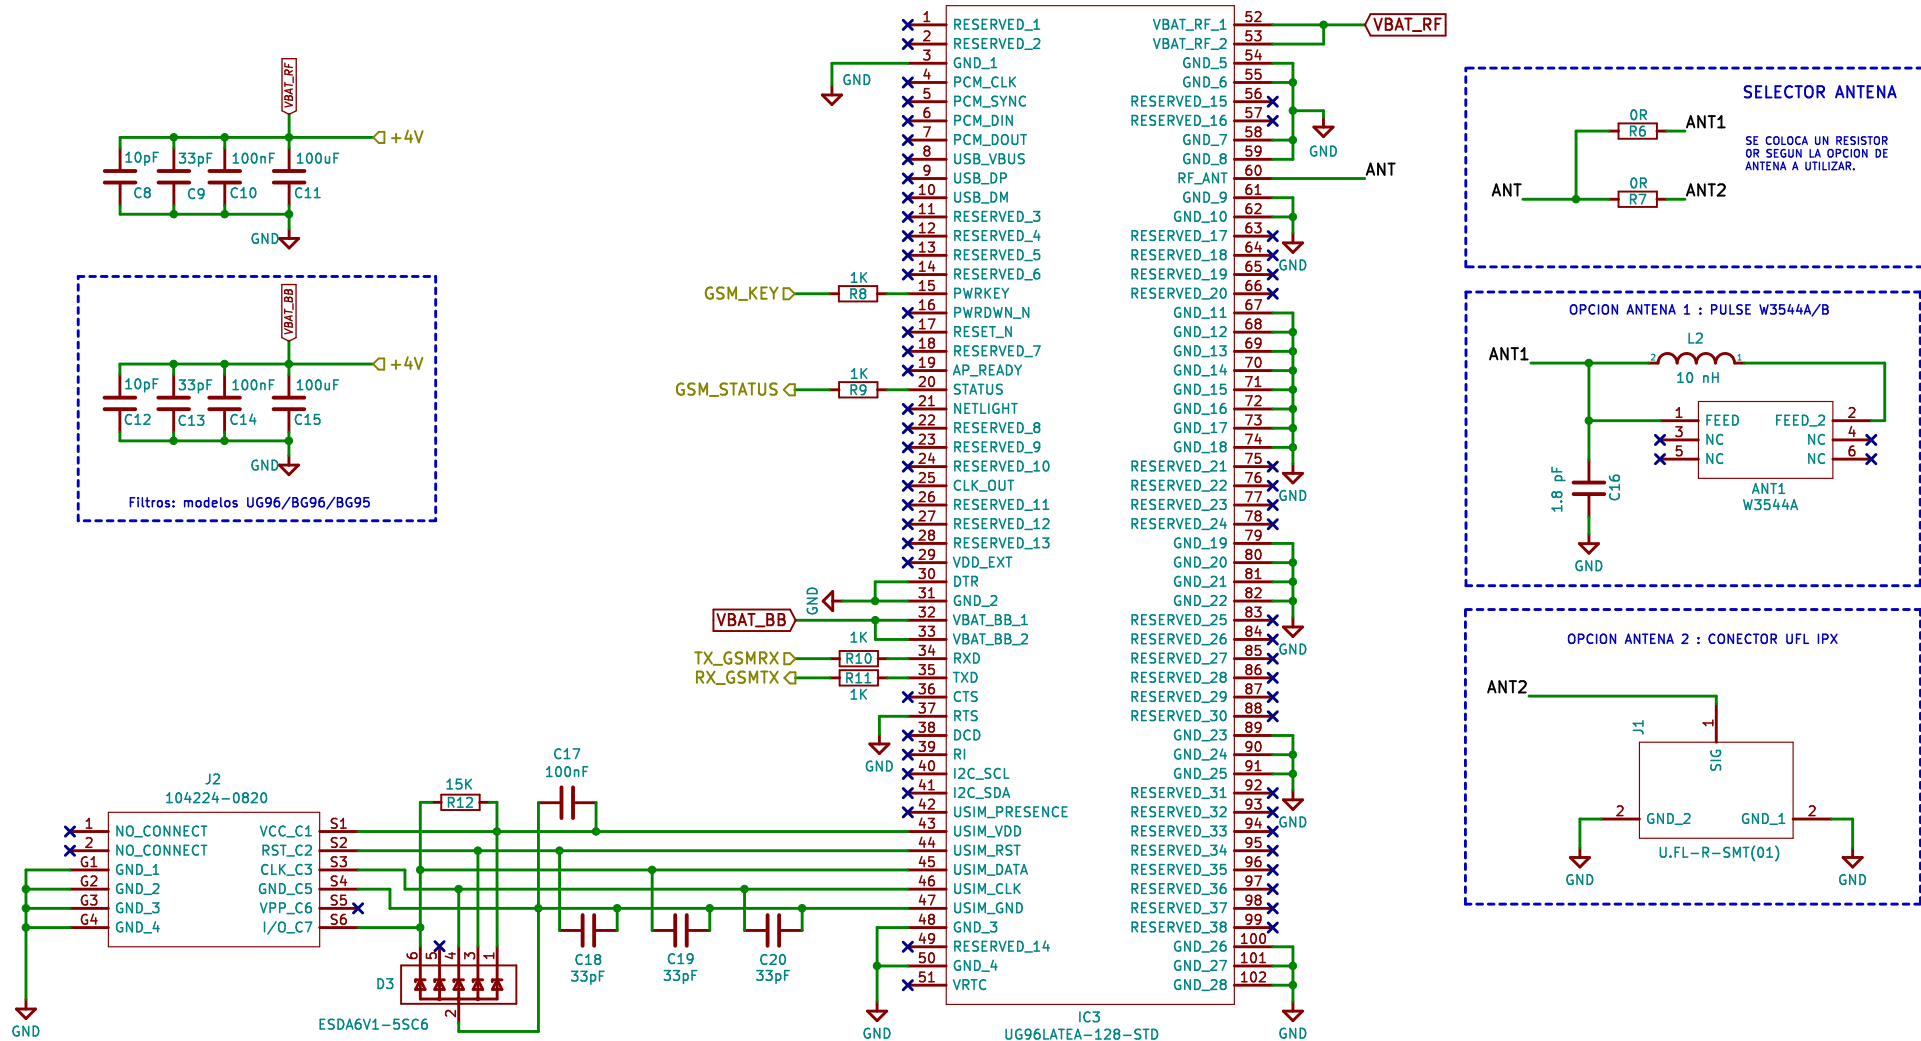 VBAT_RF
+4V
10pF
33pF
100nF
100uF
C8
C9
C10
C11
GND
VBAT_BB
+4V
10pF
33pF
100nF
100uF
C12
C13
C14
C15
GND
Filtros: modelos UG96/BG96/BG95
GND
GSM_KEY
1K
R8
GSM_STATUS
1K
R9
GND
VBAT_BB
1K
TX_GSMRX
R10
RX_GSMTX
R11
1K
GND
1 RESERVED_1
2 RESERVED_2
3 GND_1
4 PCM_CLK
5 PCM_SYNC
6 PCM_DIN
7 PCM_DOUT
8 USB_VBUS
9 USB_DP
10 USB_DM
11 RESERVED_3
12 RESERVED_4
13 RESERVED_5
14 RESERVED_6
15 PWRKEY
16 PWRDWN_N
17 RESET_N
18 RESERVED_7
19 AP_READY
20 STATUS
21 NETLIGHT
22 RESERVED_8
23 RESERVED_9
24 RESERVED_10
25 CLK_OUT
26 RESERVED_11
27 RESERVED_12
28 RESERVED_13
29 VDD_EXT
30 DTR
31 GND_2
32 VBAT_BB_1
33 VBAT_BB_2
34 RXD
35 TXD
36 CTS
37 RTS
38 DCD
39 RI
40 I2C_SCL
41 I2C_SDA
42 USIM_PRESENCE
43 USIM_VDD
44 USIM_RST
45 USIM_DATA
46 USIM_CLK
47 USIM_GND
48 GND_3
49 RESERVED_14
50 GND_4
51 VRTC
VBAT_RF_1 52
VBAT_RF_2 53
GND_5 54
GND_6 55
RESERVED_15 56
RESERVED_16 57
GND_7 58
GND_8 59
RF_ANT 60
GND_9 61
GND_10 62
RESERVED_17 63
RESERVED_18 64
RESERVED_19 65
RESERVED_20 66
GND_11 67
GND_12 68
GND_13 69
GND_14 70
GND_15 71
GND_16 72
GND_17 73
GND_18 74
RESERVED_21 75
RESERVED_22 76
RESERVED_23 77
RESERVED_24 78
GND_19 79
GND_20 80
GND_21 81
GND_22 82
RESERVED_25 83
RESERVED_26 84
RESERVED_27 85
RESERVED_28 86
RESERVED_29 87
RESERVED_30 88
GND_23 89
GND_24 90
GND_25 91
RESERVED_31 92
RESERVED_32 93
RESERVED_33 94
RESERVED_34 95
RESERVED_35 96
RESERVED_36 97
RESERVED_37 98
RESERVED_38 99
GND_26 100
GND_27 101
GND_28 102
IC3
UG96LATEA-128-STD
VBAT_RF
GND
ANT
GND
GND
GND
GND
GND
GND
J2
104224-0820
1 NO_CONNECT
2 NO_CONNECT
G1 GND_1
G2 GND_2
G3 GND_3
G4 GND_4
VCC_C1 S1
RST_C2 S2
CLK_C3 S3
GND_C5 S4
VPP_C6 S5
I/O_C7 S6
GND
15K
R12
C17
100nF
6
5
4
3
1
D3
2
ESDA6V1-5SC6
C18
33pF
C19
33pF
C20
33pF
SELECTOR ANTENA
0R
R6
ANT1
SE COLOCA UN RESISTOR
0R SEGUN LA OPCION DE
ANTENA A UTILIZAR.
ANT
0R
R7
ANT2
OPCION ANTENA 1 : PULSE W3544A/B
ANT1
L2
2
1
10 nH
1 FEED
3 NC
5 NC
FEED_2 2
NC 4
NC 6
ANT1
W3544A
1.8 pF
C16
GND
OPCION ANTENA 2 : CONECTOR UFL IPX
ANT2
J1
1
SIG
2 GND_2
GND_1 2
U.FL-R-SMT(01)
GND
GND